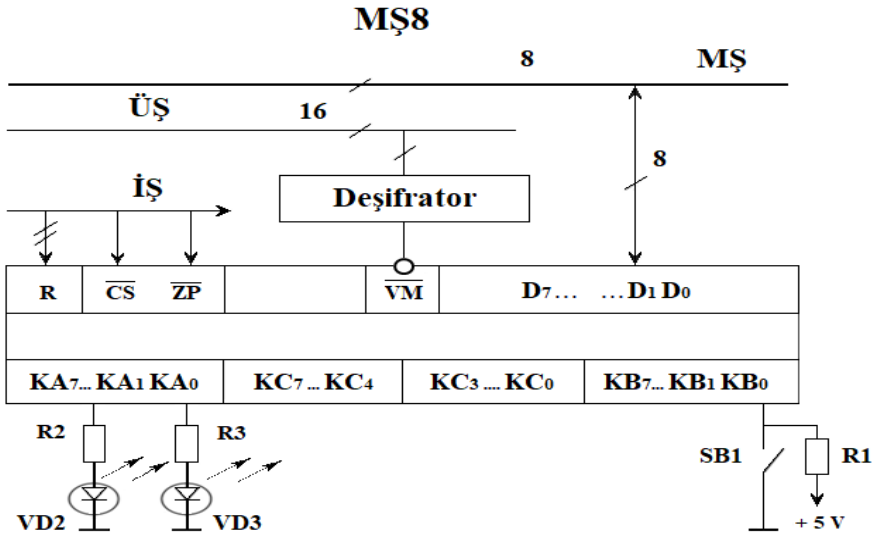 MŞ8
8 MŞ
ÜŞ 16
8
İŞ
Deşifrator
R CS ZP VM D7... ...D1 D0
KA7... KA1 KA0 KC7 ... KC4 KC3 .... KC0 KB7... KB1 KB0
R2 R3 SB1 R1
VD2 VD3 + 5 V